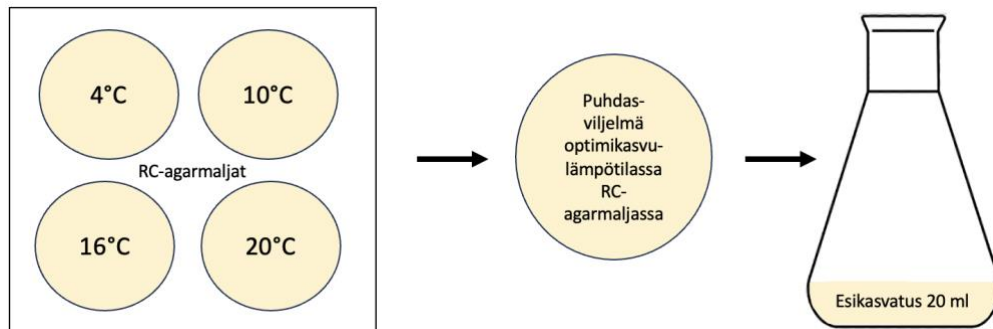 4°C
10°C
RC-agarmaljat
16°C
20°C
Puhdas-
viljelmä
optimikasvu-
lämpötilassa
RC-
agarmaljassa
Esikasvatus 20 ml